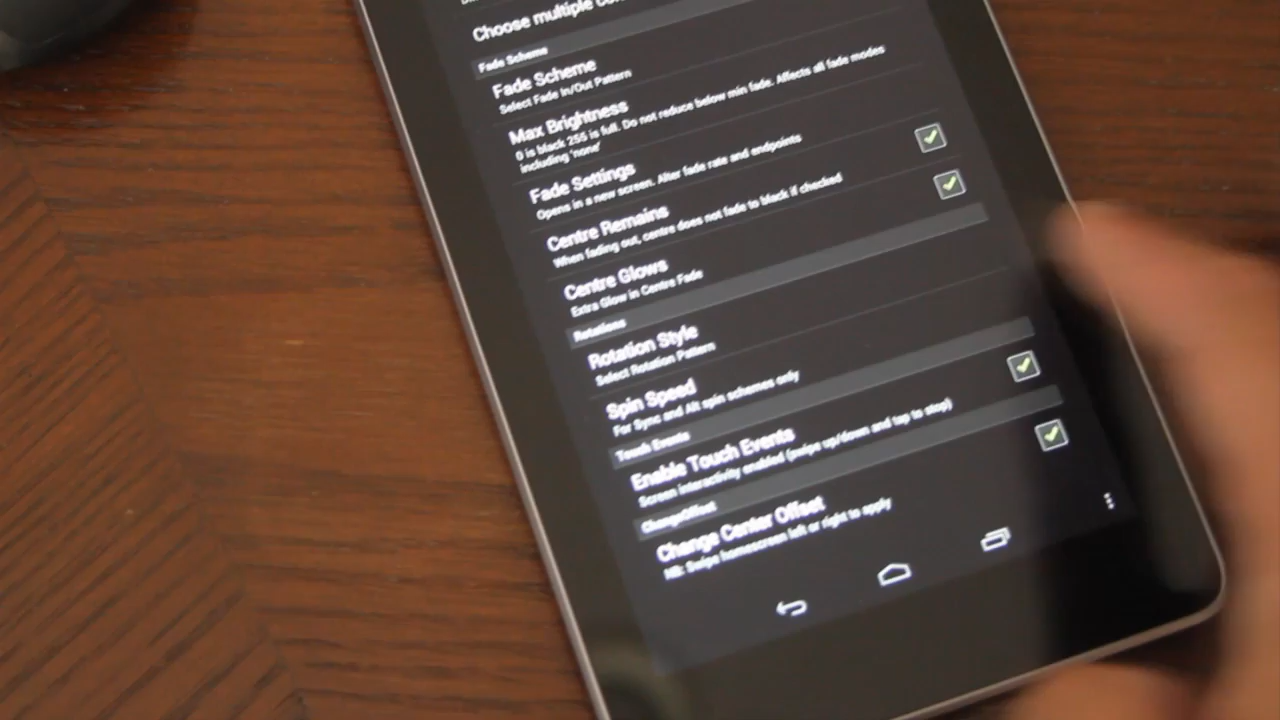 Choose multiple
Fade Scheme
Fade Scheme
Select Fade In/Out Pattern
Max Brightness
0 is black 255 is full. Do not reduce below min fade. Affects all fade modes
including 'none'
Fade Settings
Opens in a new screen. Alter fade rate and endpoints
Centre Remains
When fading out, centre does not fade to black if checked
Centre Glows
Extra Glow in Centre Fade
Rotations
Rotation Style
Select Rotation Pattern
Spin Speed
For Sync and Alt spin schemes only
Touch Events
Enable Touch Events
Screen interactivity enabled (swipe up/down and tap to stop)
ChangeOffset
Change Center Offset
NB: Swipe homescreen left or right to apply